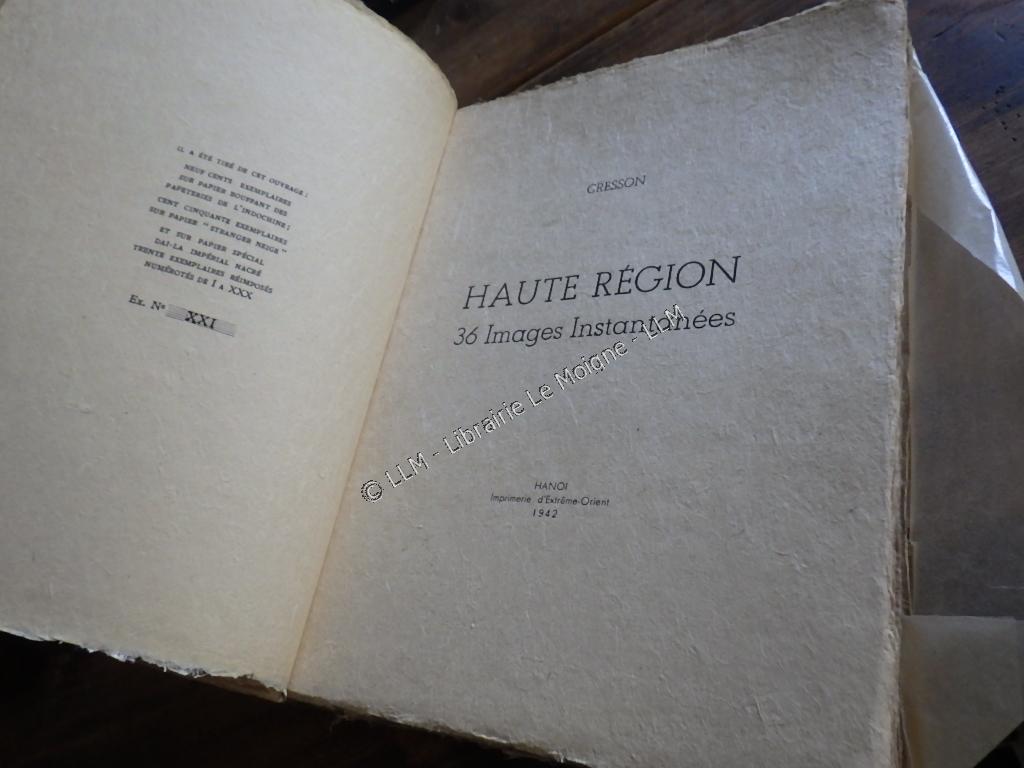 IL A ÉTÉ TIRÉ DE CET OUVRAGE :
NEUF CENTS EXEMPLAIRES
SUR PAPIER BOUFFANT DES
PAPETERIES DE L'INDOCHINE ;
CENT CINQUANTE EXEMPLAIRES
SUR PAPIER "STRANGER NEIGE"
ET SUR PAPIER SPÉCIAL
DAI-LA IMPÉRIAL NACRÉ
TRENTE EXEMPLAIRES RÉIMPOSÉS
NUMÉROTÉS DE I A XXX
Ex. N° XXI
CRESSON
HAUTE RÉGION
36 Images Instantanées
© LLM - Librairie Le Moigne - LLM
HANOI
Imprimerie d'Extrême-Orient
1942